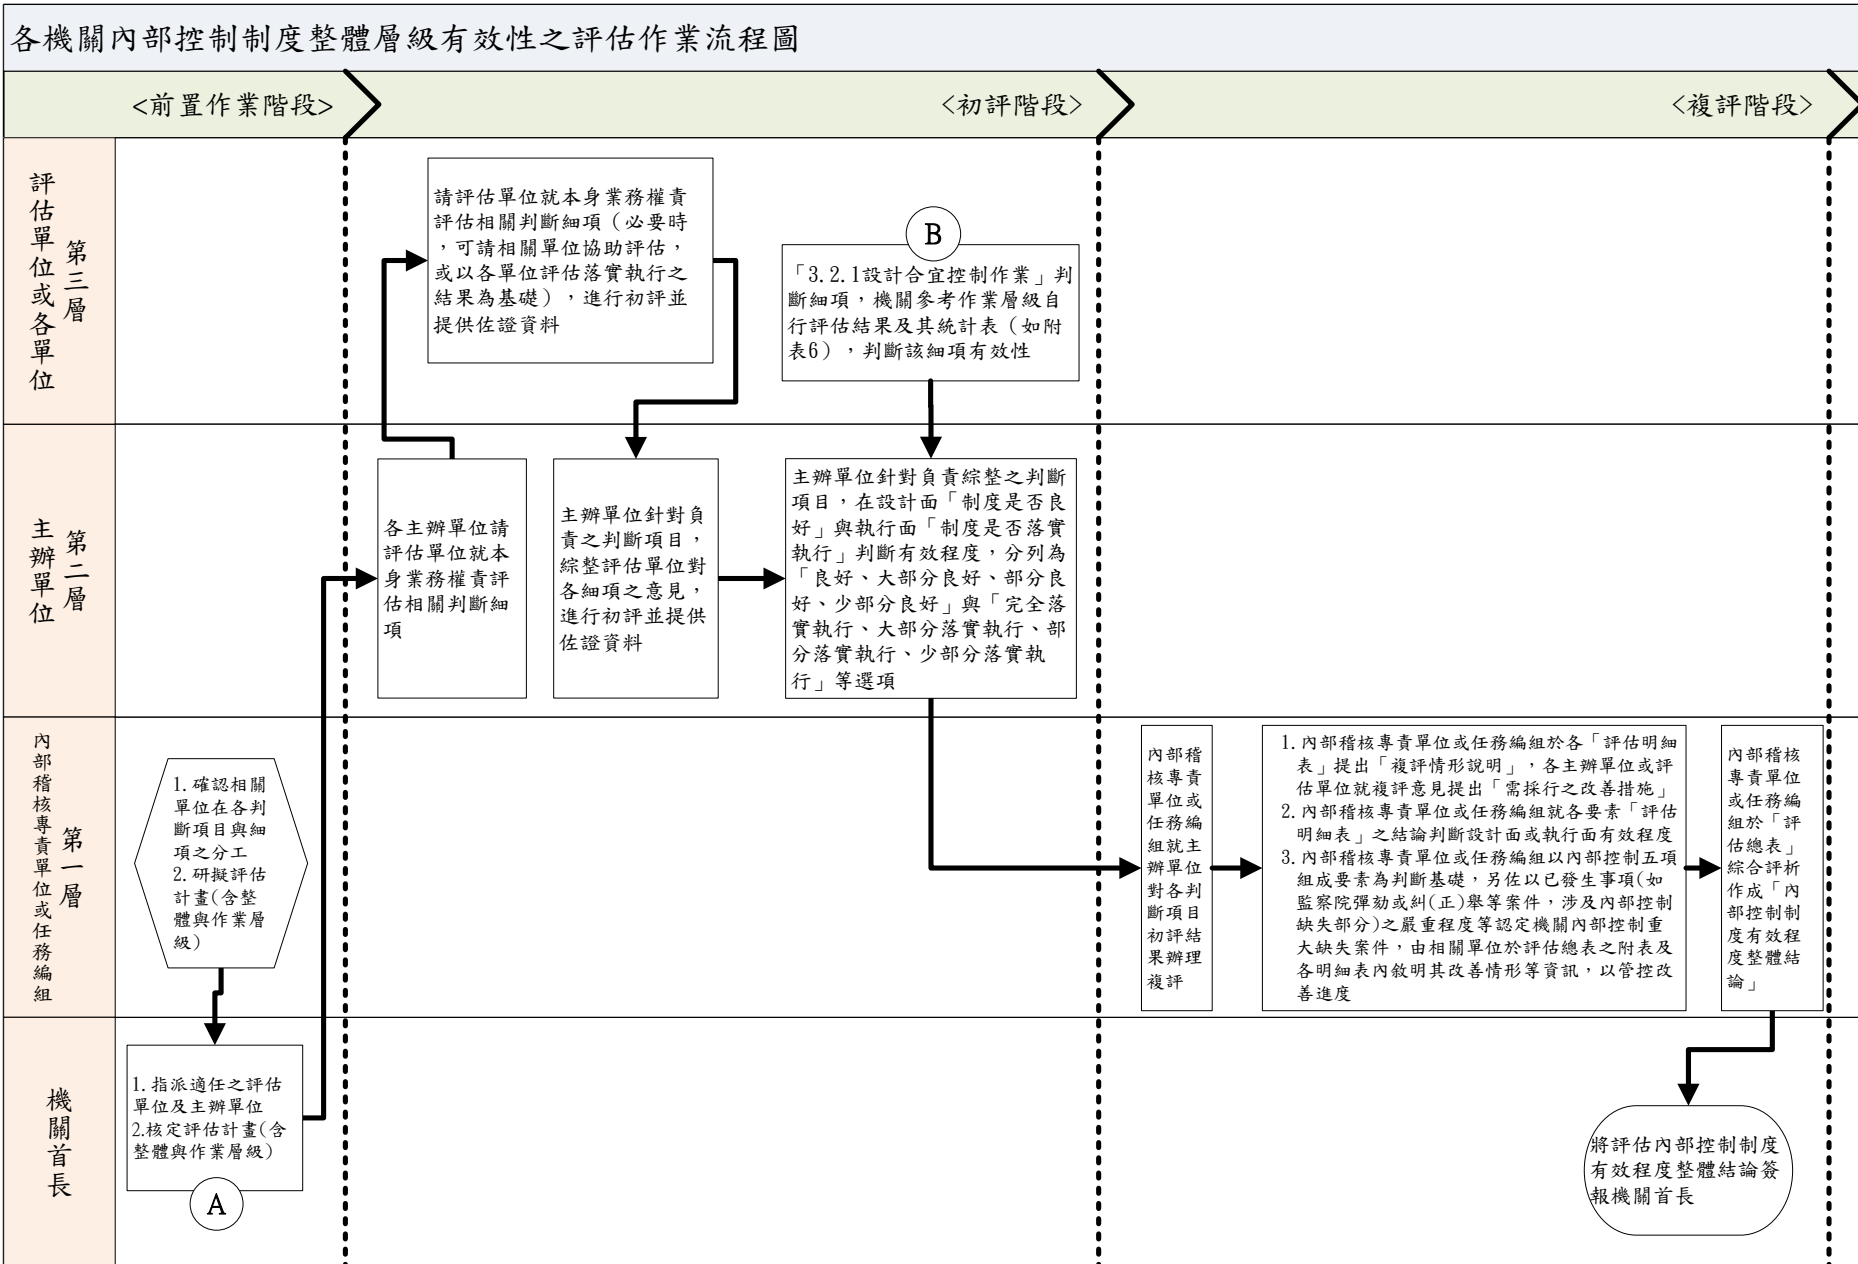 各機關內部控制制度整體層級有效性之評估作業流程圖
<前置作業階段>
<初評階段>
<複評階段>
第三層
評估單位或各單位
請評估單位就本身業務權責
評估相關判斷細項（必要時
，可請相關單位協助評估，
或以各單位評估落實執行之
結果為基礎），進行初評並
提供佐證資料
B
「3.2.1設計合宜控制作業」判
斷細項，機關參考作業層級自
行評估結果及其統計表（如附
表6），判斷該細項有效性
第二層
主辦單位
各主辦單位請
評估單位就本
身業務權責評
估相關判斷細
項
主辦單位針對負
責之判斷項目，
綜整評估單位對
各細項之意見，
進行初評並提供
佐證資料
主辦單位針對負責綜整之判斷
項目，在設計面「制度是否良
好」與執行面「制度是否落實
執行」判斷有效程度，分列為
「良好、大部分良好、部分良
好、少部分良好」與「完全落
實執行、大部分落實執行、部
分落實執行、少部分落實執
行」等選項
第一層
內部稽核專責單位或任務編組
1.確認相關
單位在各判
斷項目與細
項之分工
2.研擬評估
計畫(含整
體與作業層
級)
內部稽
核專責
單位或
任務編
組就主
辦單位
對各判
斷項目
初評結
果辦理
複評
1.內部稽核專責單位或任務編組於各「評估明細
表」提出「複評情形說明」，各主辦單位或評
估單位就複評意見提出「需採行之改善措施」
2.內部稽核專責單位或任務編組就各要素「評估
明細表」之結論判斷設計面或執行面有效程度
3.內部稽核專責單位或任務編組以內部控制五項
組成要素為判斷基礎，另佐以已發生事項(如
監察院彈劾或糾(正)舉等案件，涉及內部控制
缺失部分)之嚴重程度等認定機關內部控制重
大缺失案件，由相關單位於評估總表之附表及
各明細表內敘明其改善情形等資訊，以管控改
善進度
內部稽核
專責單位
或任務編
組於「評
估總表」
綜合評析
作成「內
部控制制
度有效程
度整體結
論」
機關首長
1.指派適任之評估
單位及主辦單位
2.核定評估計畫(含
整體與作業層級)
A
將評估內部控制制度
有效程度整體結論簽
報機關首長